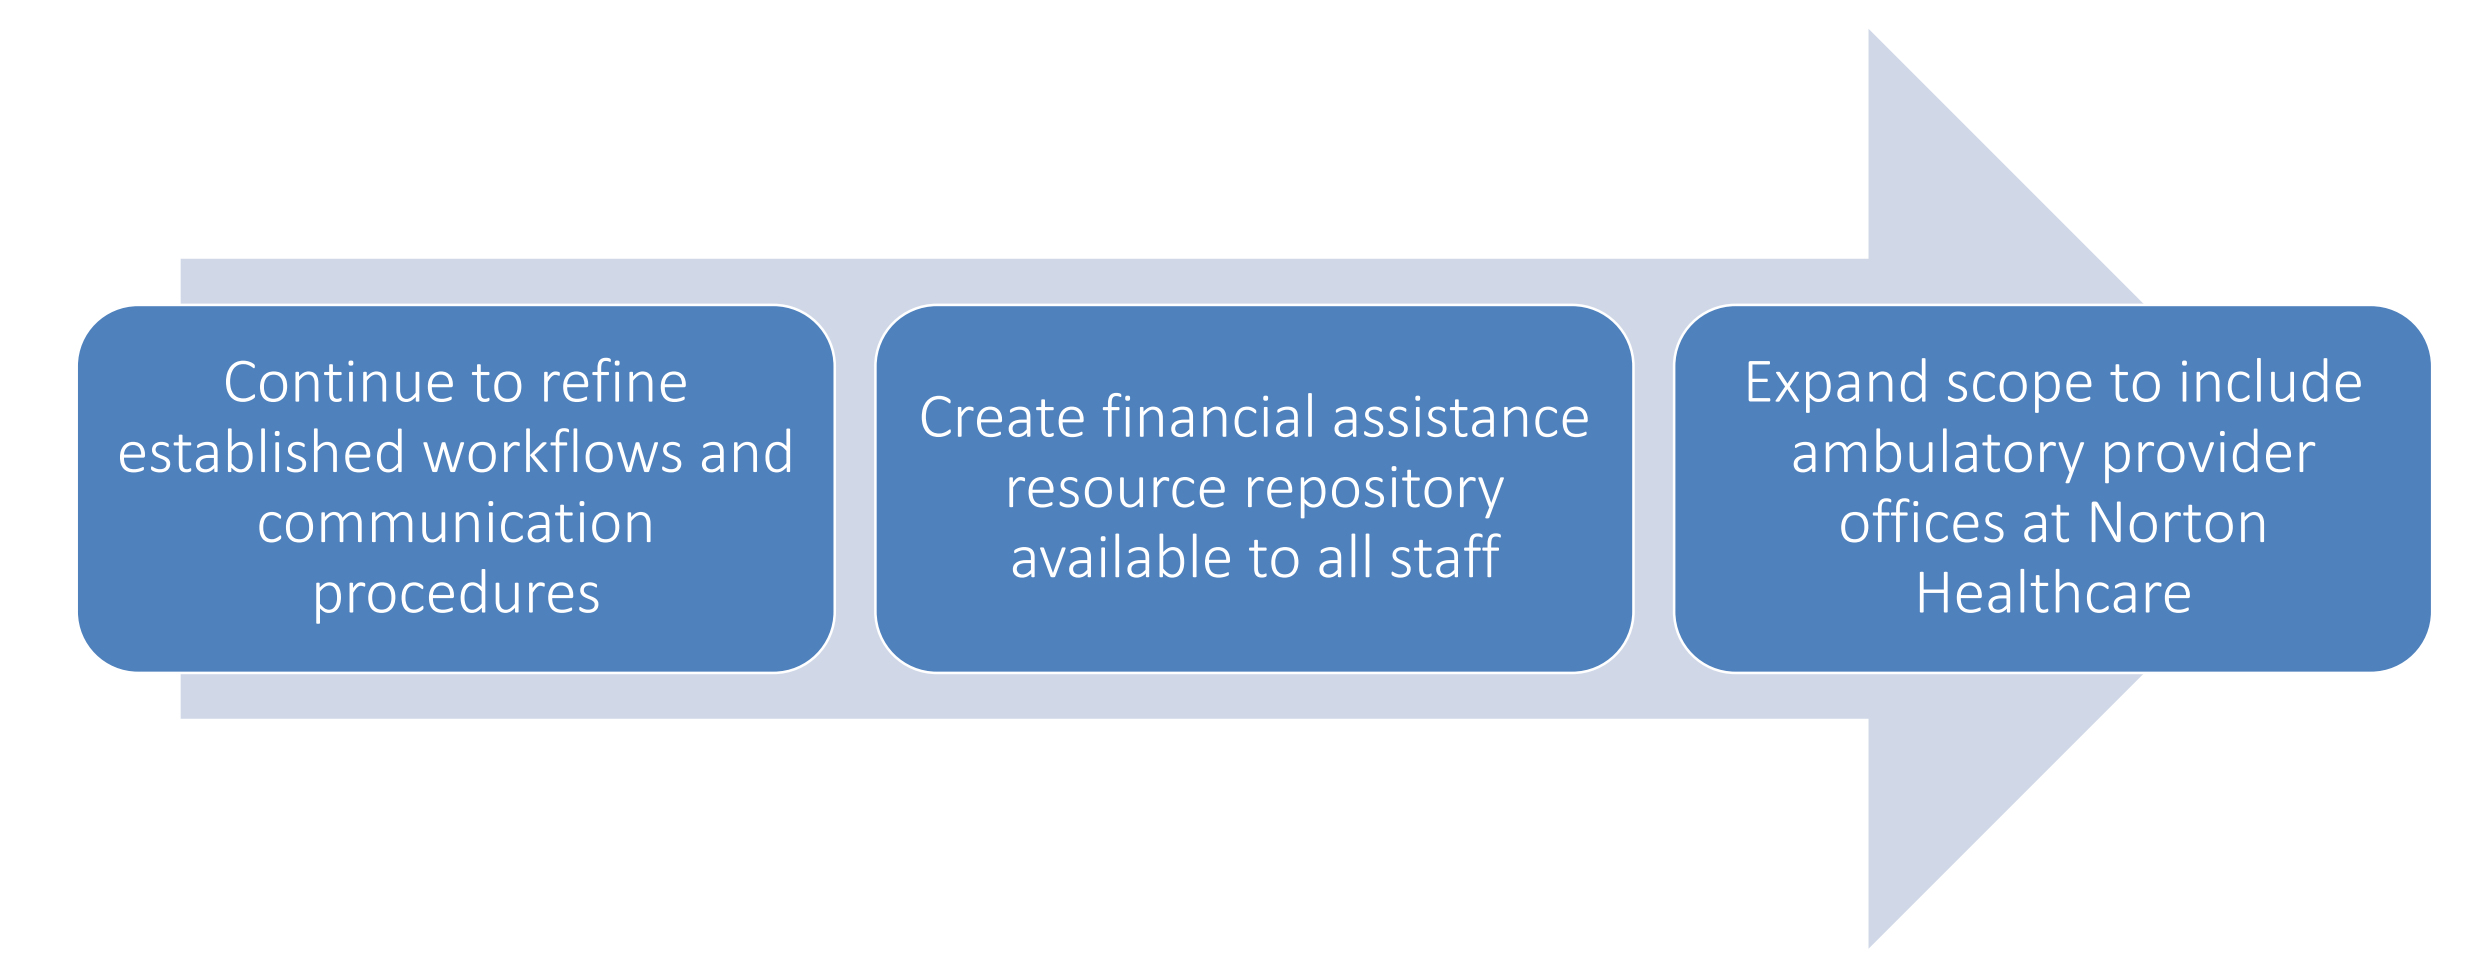 Continue to refine
established workflows and
communication
procedures
Create financial assistance
resource repository
available to all staff
Expand scope to include
ambulatory provider
offices at Norton
Healthcare